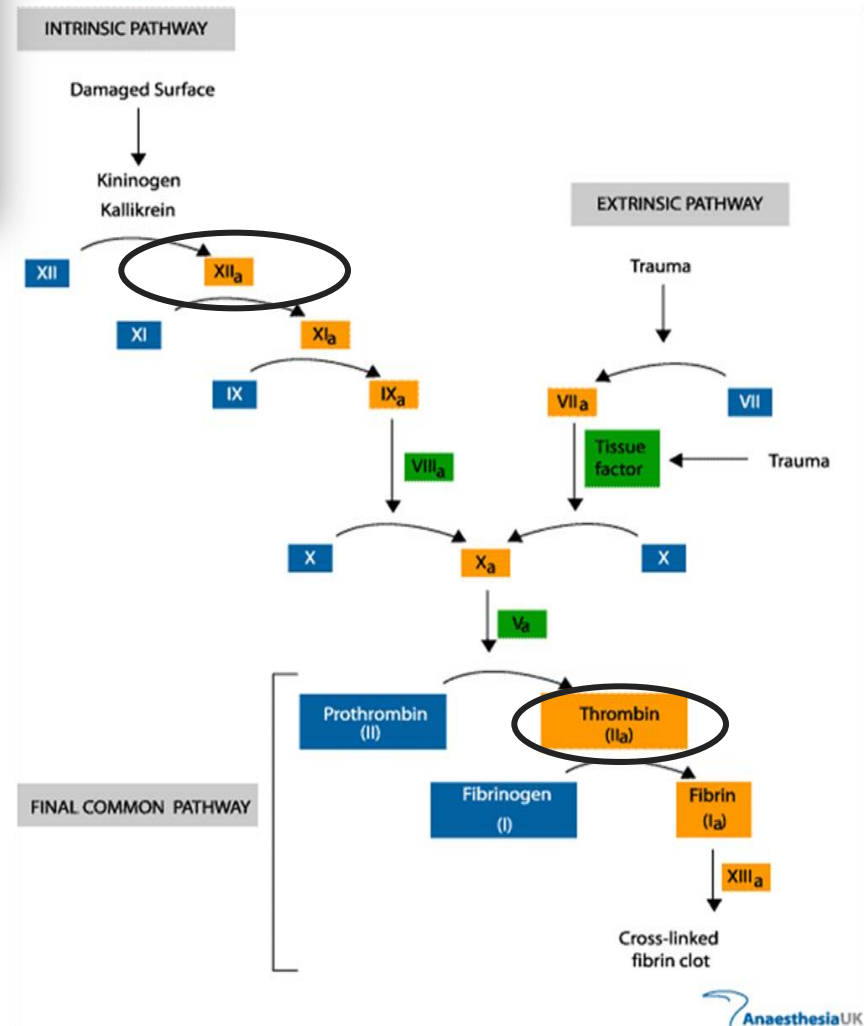 INTRINSIC PATHWAY
Damaged Surface
Kininogen
Kallikrein
EXTRINSIC PATHWAY
XII
XIIa
Trauma
XI
XIa
IX
IXa
VIIa
VII
VIIIa
Tissue
factor
Trauma
X
Xa
X
Va
Prothrombin
(II)
Thrombin
(IIa)
FINAL COMMON PATHWAY
Fibrinogen
(I)
Fibrin
(Ia)
XIIIa
Cross-linked
fibrin clot
AnaesthesiaUK